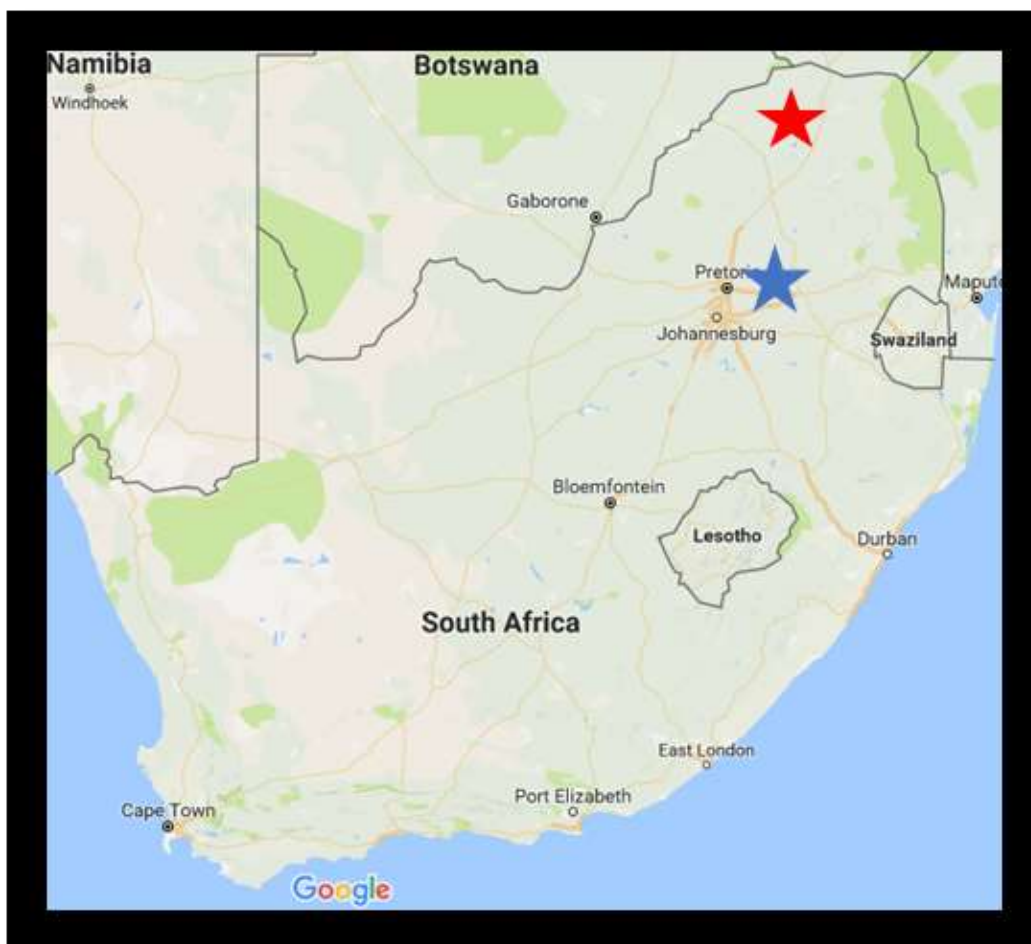 Namibia
Botswana
Windhoek
Gaborone
Pretori
Maputo
Johannesburg
Swaziland
Bloemfontein
Lesotho
Durban
South Africa
East London
Port Elizabeth
Cape Town
Google